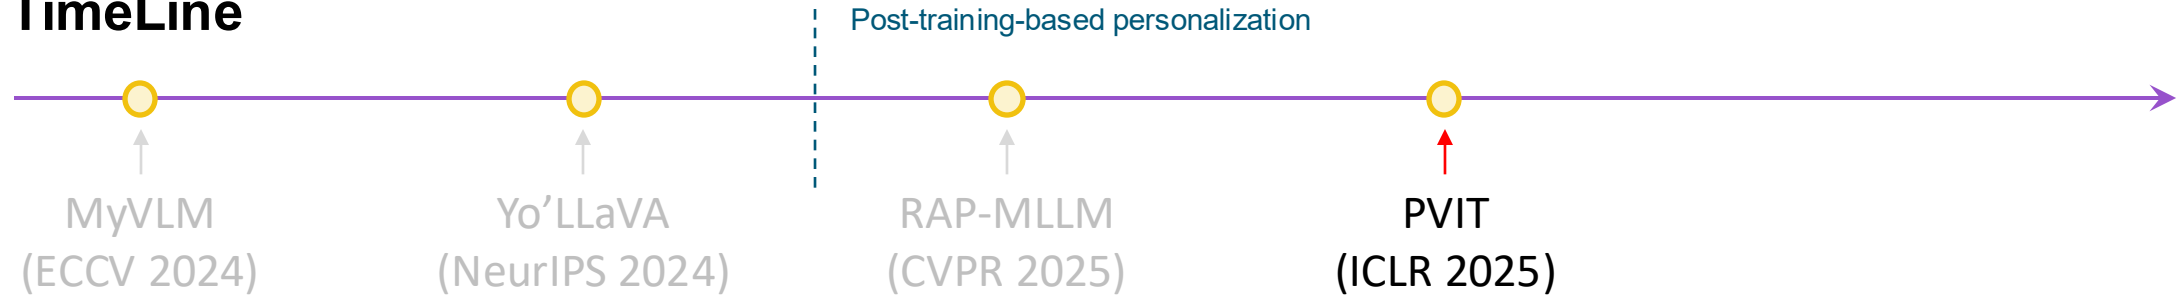 TimeLine
Post-training-based personalization
MyVLM
(ECCV 2024)
Yo’LLaVA
(NeurIPS 2024)
RAP-MLLM
(CVPR 2025)
PVIT
(ICLR 2025)